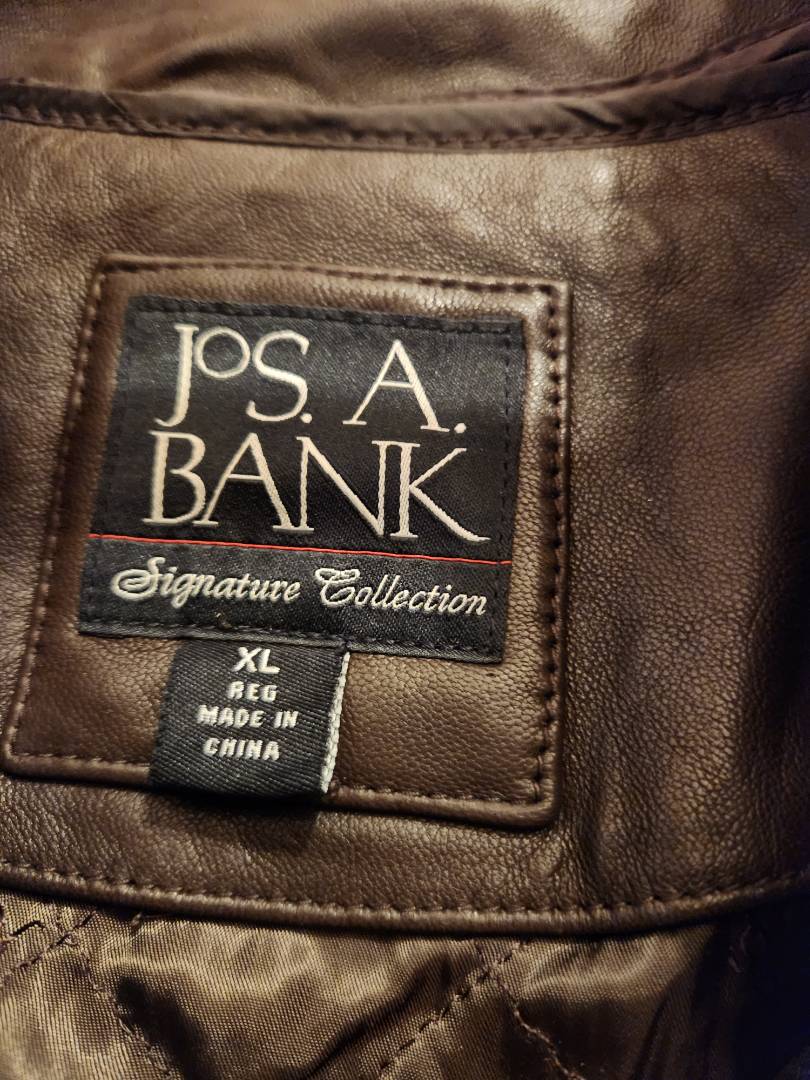 JoS. A.
BANK
Signature Collection
XL
REG
MADE IN
CHINA